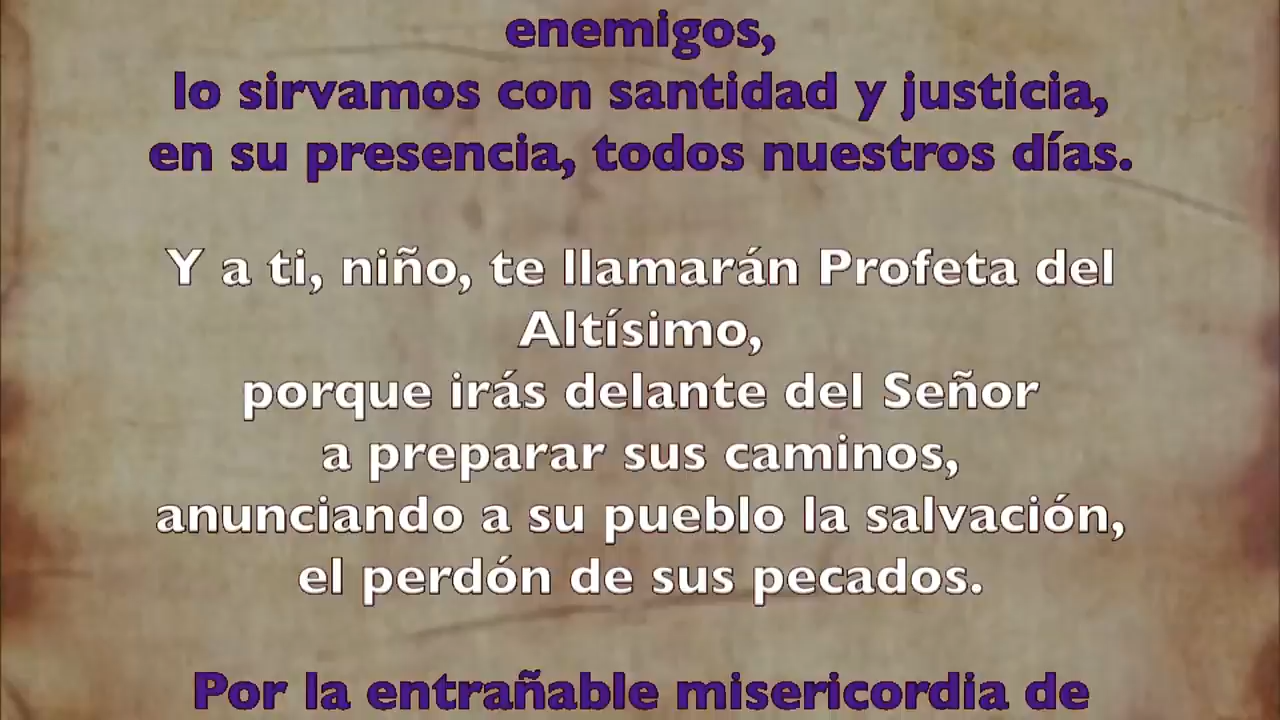 enemigos,
lo sirvamos con santidad y justicia,
en su presencia, todos nuestros días.
Y a ti, niño, te llamarán Profeta del
Altísimo,
porque irás delante del Señor
a preparar sus caminos,
anunciando a su pueblo la salvación,
el perdón de sus pecados.
Por la entrañable misericordia de